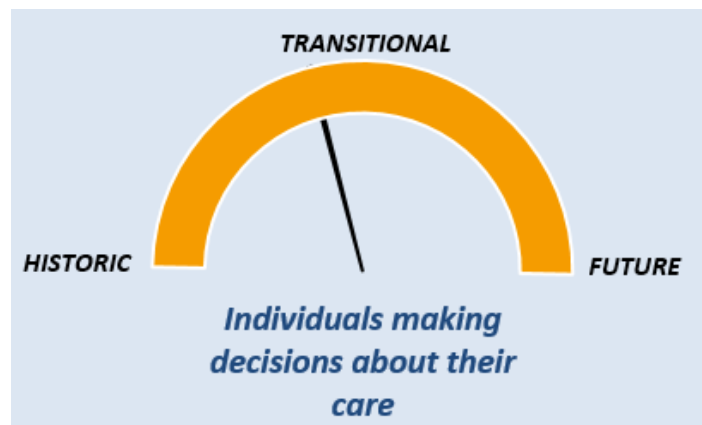 TRANSITIONAL
HISTORIC
FUTURE
Individuals making
decisions about their
care